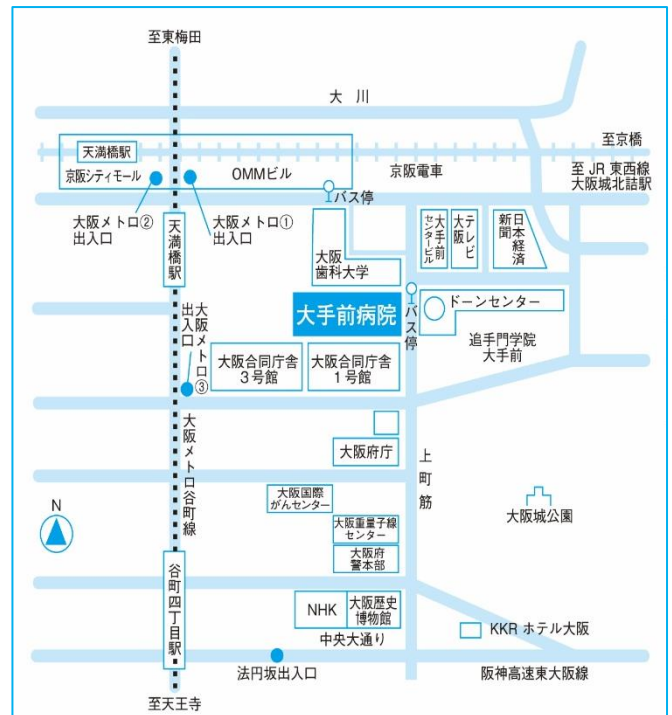 至東梅田
大 川
至京橋
天満橋駅
京阪シティモール
OMMビル
京阪電車
至 JR 東西線
大阪城北詰駅
バス停
大阪メトロ②
出入口
大阪メトロ①
出入口
天満橋駅
大阪
歯科大学
大手前
センタービル
テレビ
大阪
日本経済
新聞
大手前病院
バス停
ドーンセンター
追手門学院
大手前
大阪メトロ③
出入口
大阪合同庁舎
3号館
大阪合同庁舎
1号館
大阪メトロ谷町線
大阪府庁
上町筋
大阪国際
がんセンター
大阪重粒子線
センター
大阪府
警本部
大阪城公園
N
谷町四丁目駅
NHK
大阪歴史
博物館
KKR ホテル大阪
中央大通り
法円坂出入口
阪神高速東大阪線
至天王寺